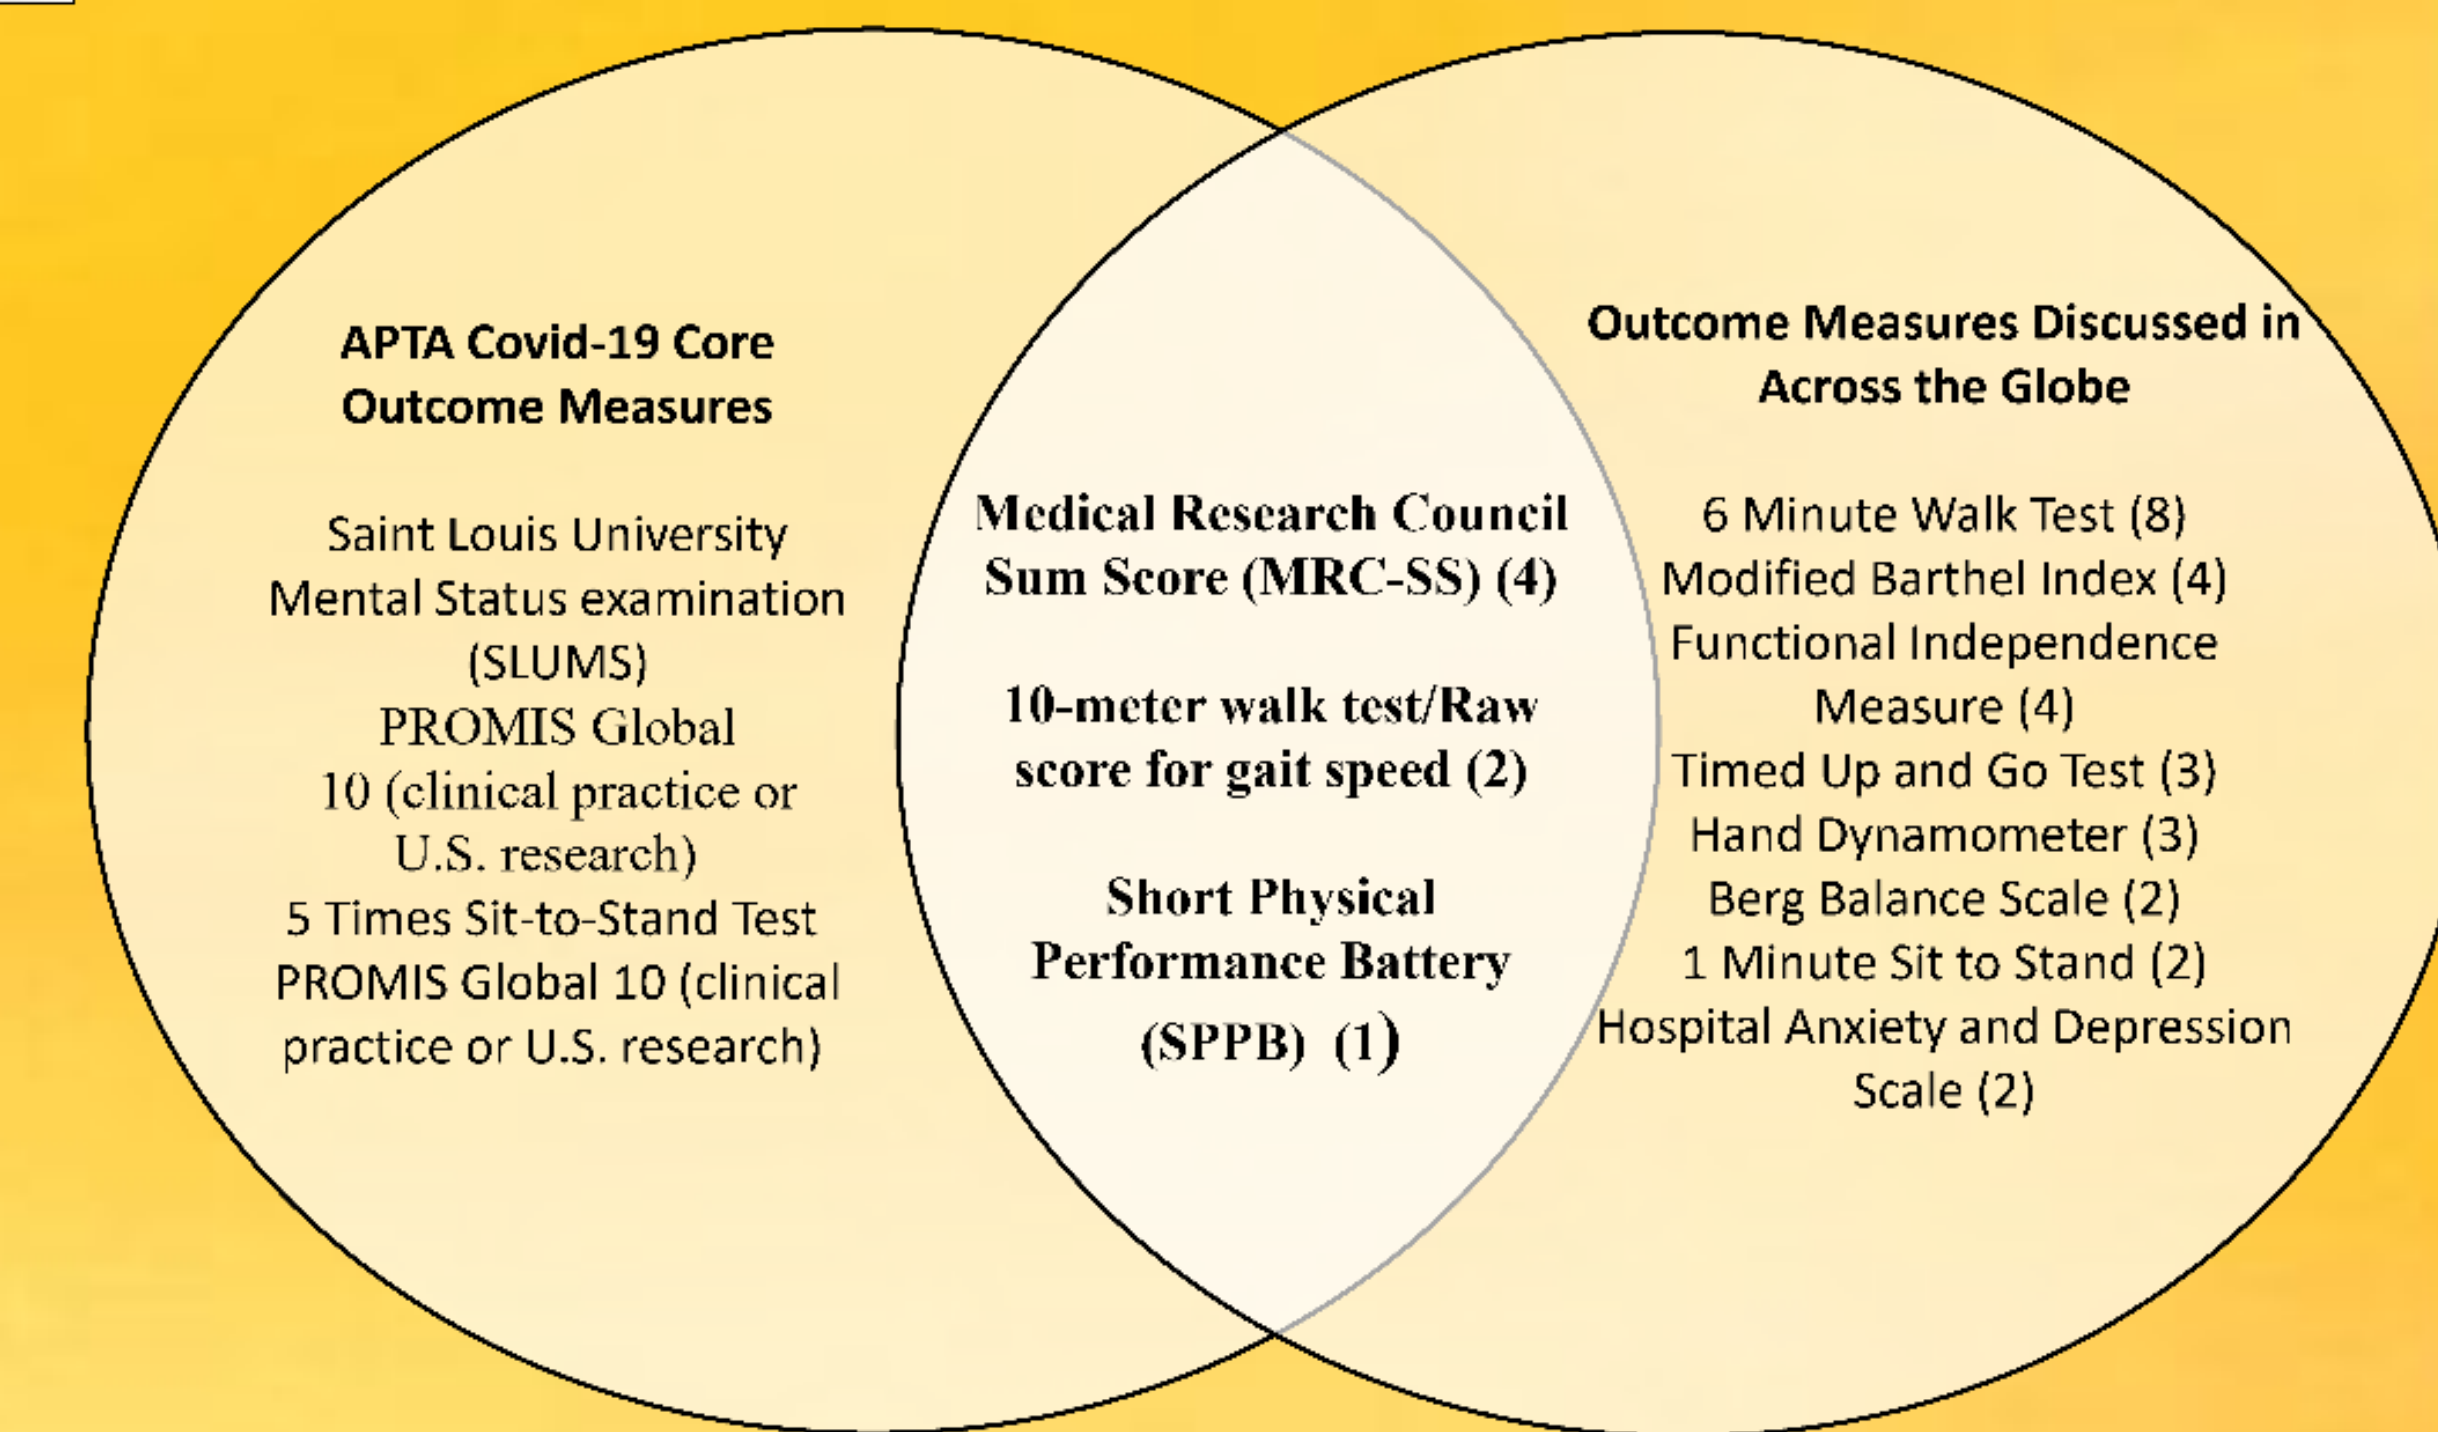 APTA Covid-19 Core
Outcome Measures
Saint Louis University
Mental Status examination
(SLUMS)
PROMIS Global
10 (clinical practice or
U.S. research)
5 Times Sit-to-Stand Test
PROMIS Global 10 (clinical
practice or U.S. research)
Medical Research Council
Sum Score (MRC-SS) (4)
10-meter walk test/Raw
score for gait speed (2)
Short Physical
Performance Battery
(SPPB) (1)
Outcome Measures Discussed in
Across the Globe
6 Minute Walk Test (8)
Modified Barthel Index (4)
Functional Independence
Measure (4)
Timed Up and Go Test (3)
Hand Dynamometer (3)
Berg Balance Scale (2)
1 Minute Sit to Stand (2)
Hospital Anxiety and Depression
Scale (2)